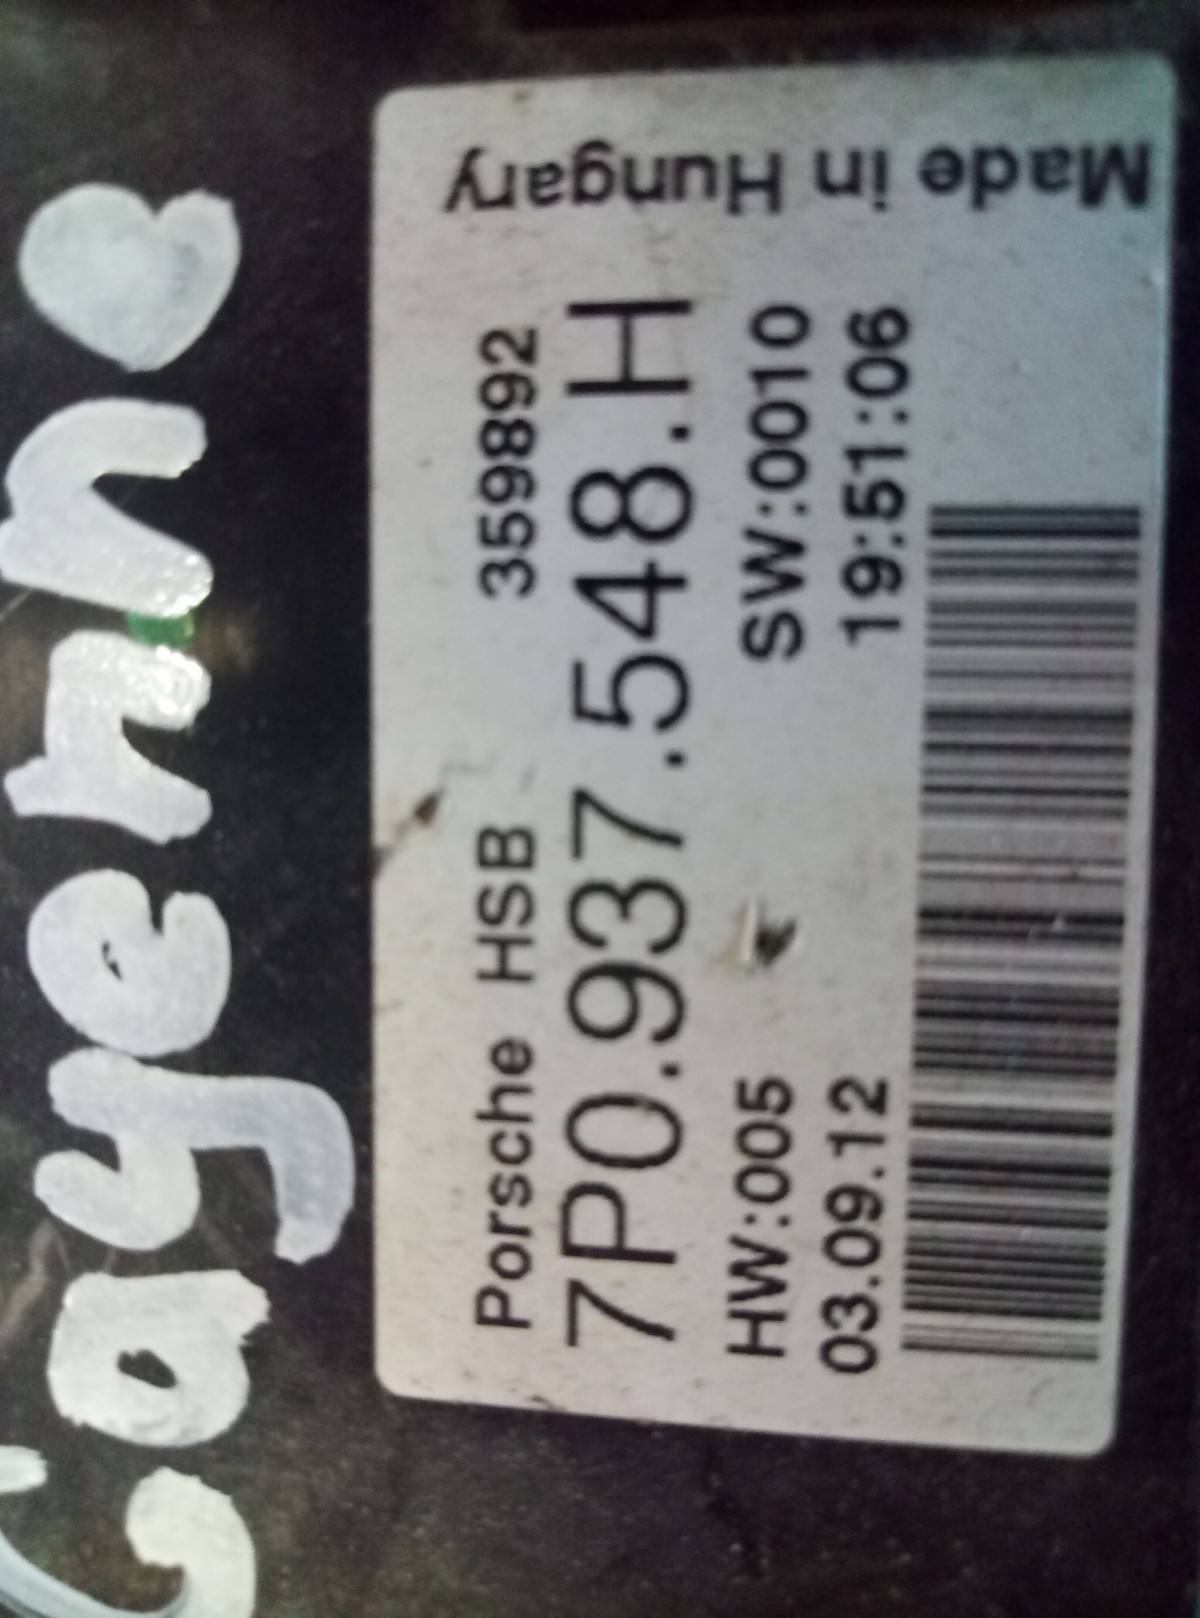 Cayenne
Porsche HSB 359892
7P0.937.548.H
HW:005 SW:0010
03.09.12 19:51:06
Made in Hungary